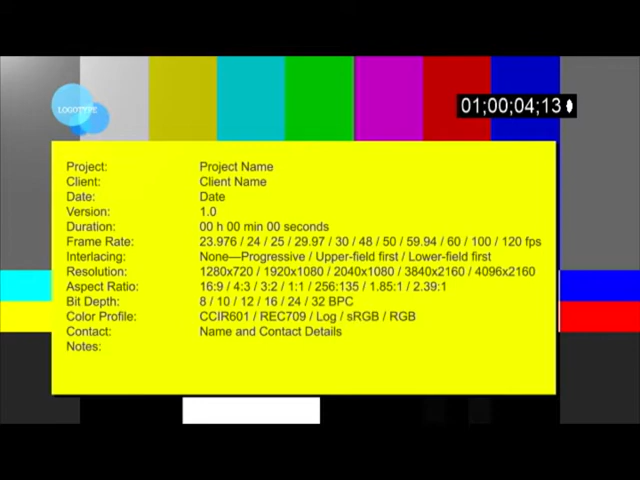 LOGOTYPE
01;00;04;13
Project: Project Name
Client: Client Name
Date: Date
Version: 1.0
Duration: 00 h 00 min 00 seconds
Frame Rate: 23.976 / 24 / 25 / 29.97 / 30 / 48 / 50 / 59.94 / 60 / 100 / 120 fps
Interlacing: None—Progressive / Upper-field first / Lower-field first
Resolution: 1280x720 / 1920x1080 / 2040x1080 / 3840x2160 / 4096x2160
Aspect Ratio: 16:9 / 4:3 / 3:2 / 1:1 / 256:135 / 1.85:1 / 2.39:1
Bit Depth: 8 / 10 / 12 / 16 / 24 / 32 BPC
Color Profile: CCIR601 / REC709 / Log / sRGB / RGB
Contact: Name and Contact Details
Notes: